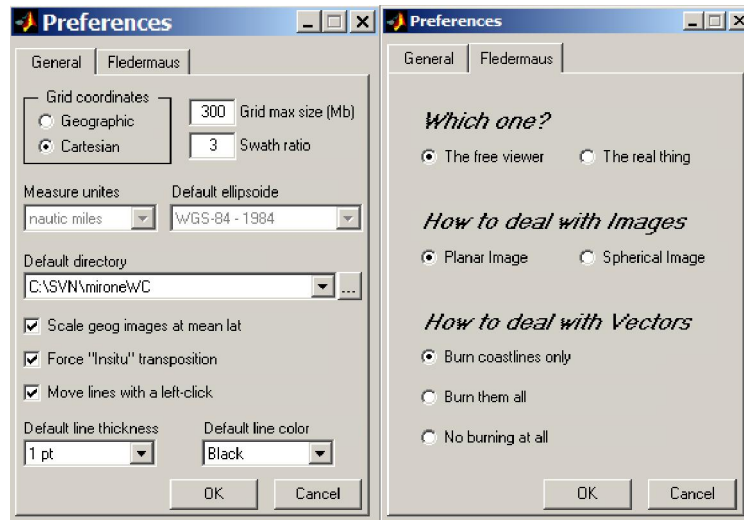 Preferences
General Fledermaus
Grid coordinates
Geographic
Cartesian
300 Grid max size (Mb)
3 Swath ratio
Measure unites Default ellipsoide
nautic miles WGS-84 - 1984
Default directory
C:\SVN\mironeWC ...
Scale geog images at mean lat
Force "Insitu" transposition
Move lines with a left-click
Default line thickness Default line color
1 pt Black
OK Cancel
Preferences
General Fledermaus
Which one?
The free viewer The real thing
How to deal with Images
Planar Image Spherical Image
How to deal with Vectors
Burn coastlines only
Burn them all
No burning at all
OK Cancel